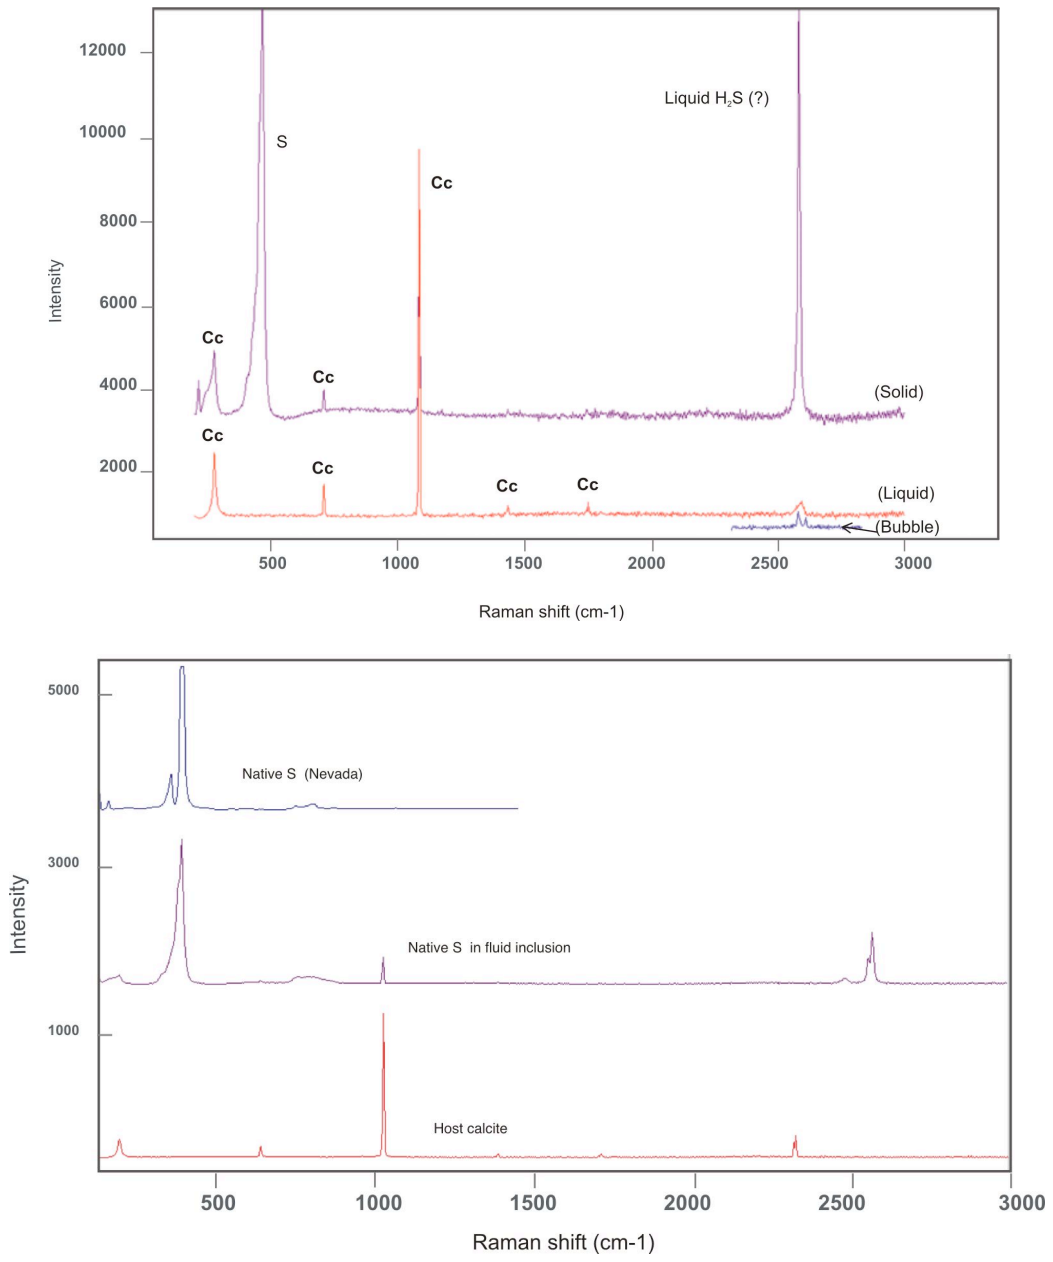 12000
10000
8000
6000
4000
2000
Intensity
S
Liquid H₂S (?)
Cc
Cc
Cc
(Solid)
Cc
Cc
Cc
Cc
(Liquid)
(Bubble)
500
1000
1500
2000
2500
3000
Raman shift (cm-1)
5000
3000
1000
Intensity
Native S (Nevada)
Native S in fluid inclusion
Host calcite
500
1000
1500
2000
2500
3000
Raman shift (cm-1)